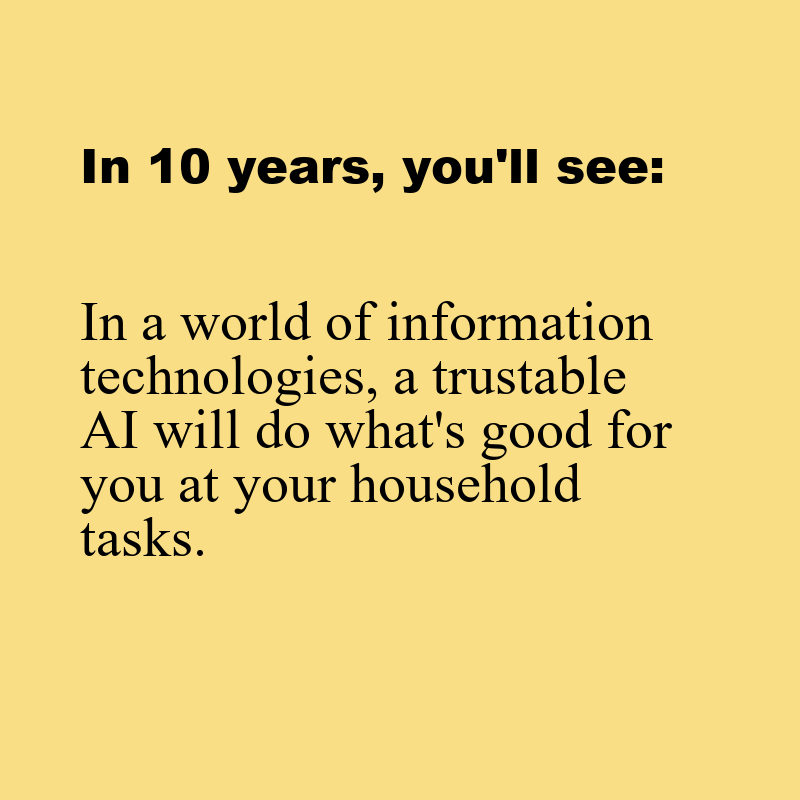 In 10 years, you'll see:
In a world of information
technologies, a trustable
AI will do what's good for
you at your household
tasks.